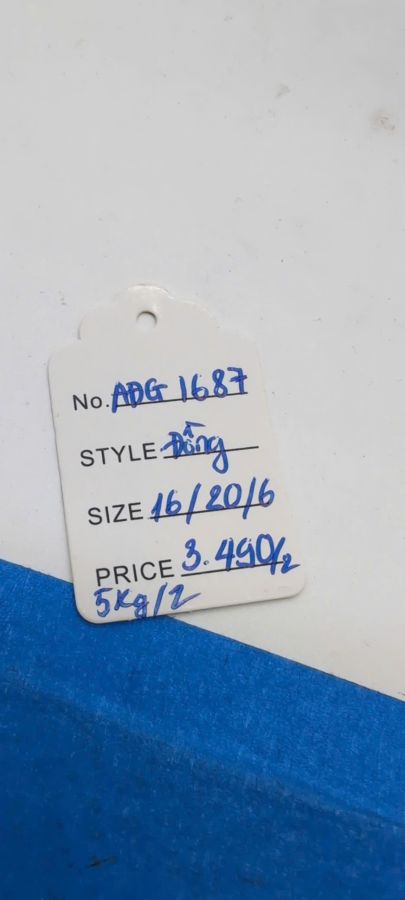 No. ADG 1687
STYLE Đồng
SIZE 16/20/6
PRICE 3.490/2
5kg/2